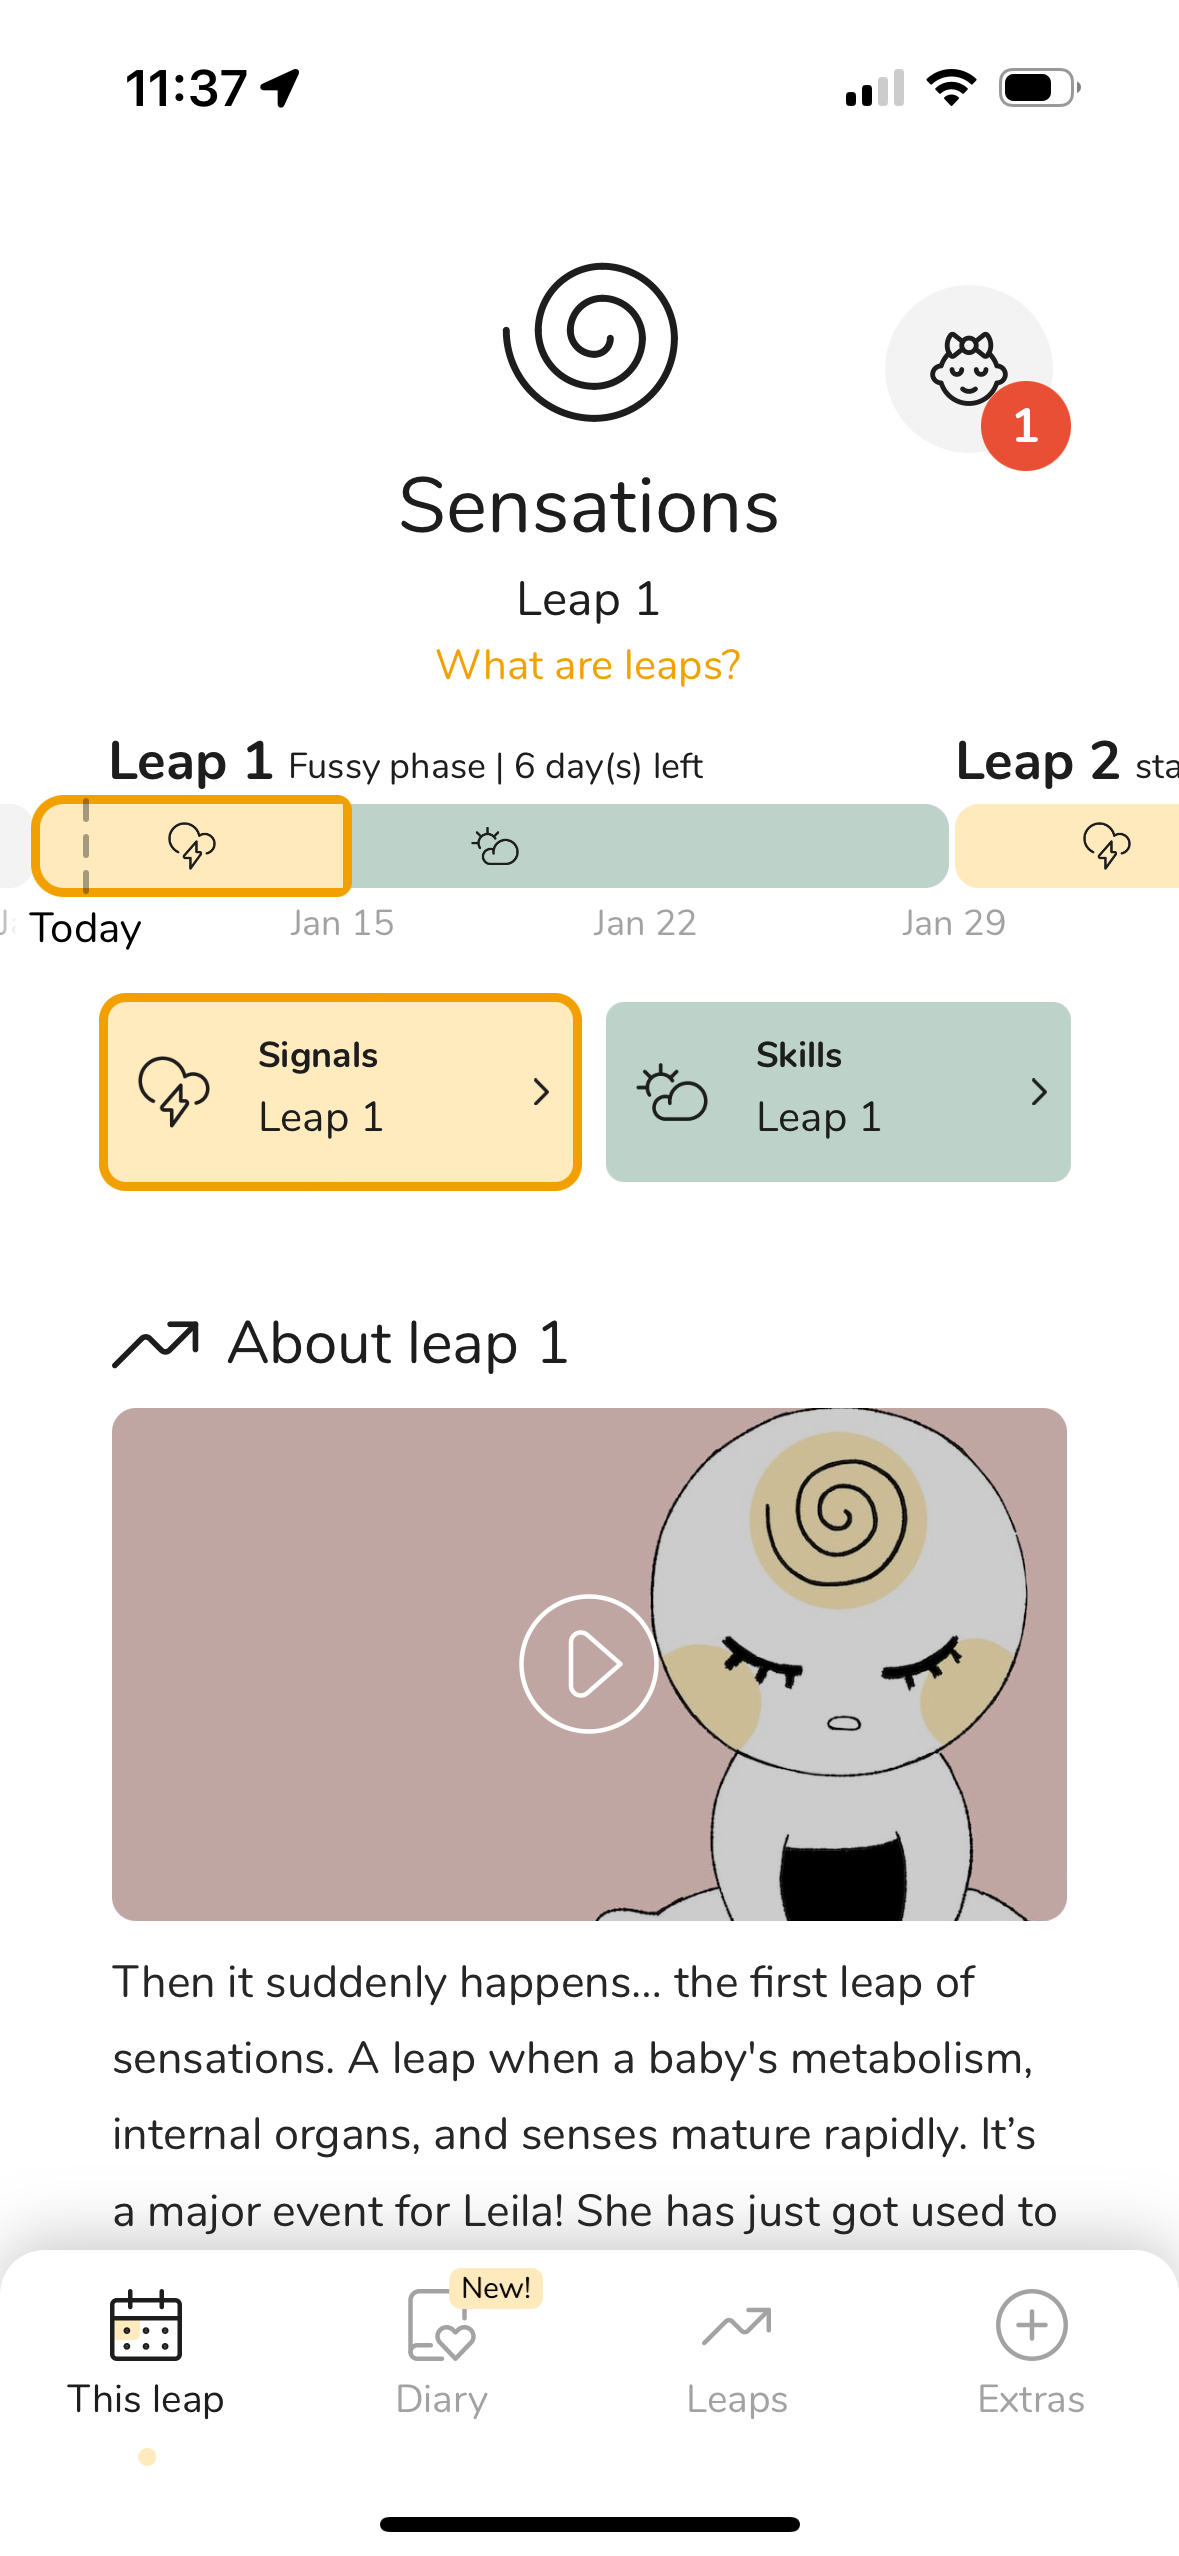 11:37
1
Sensations
Leap 1
What are leaps?
Leap 1 Fussy phase | 6 day(s) left
Leap 2
Today
Jan 15
Jan 22
Jan 29
Signals
Leap 1
Skills
Leap 1
About leap 1
Then it suddenly happens... the first leap of
sensations. A leap when a baby's metabolism,
internal organs, and senses mature rapidly. It’s
a major event for Leila! She has just got used to
New!
This leap
Diary
Leaps
Extras